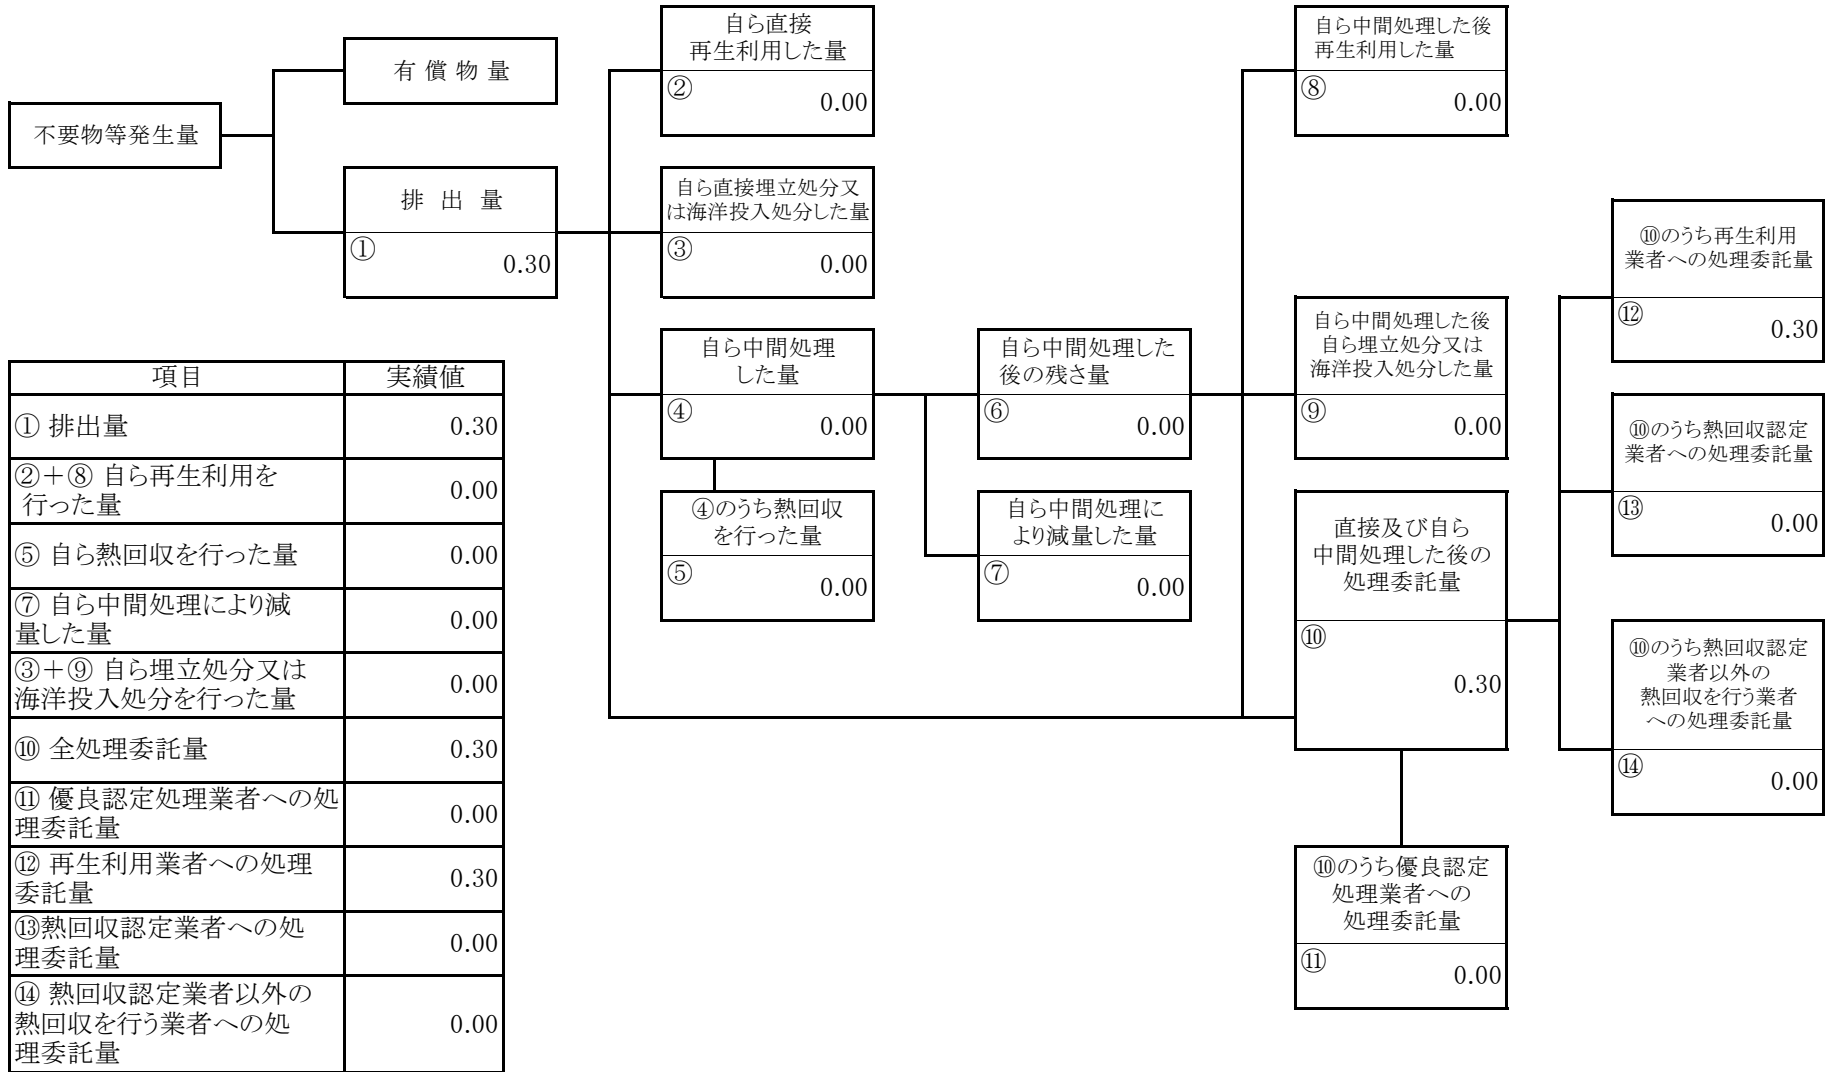 不要物等発生量
有 償 物 量
排 出 量
①
0.30
自ら直接
再生利用した量
②
0.00
自ら直接埋立処分又
は海洋投入処分した量
③
0.00
自ら中間処理
した量
④
0.00
④のうち熱回収
を行った量
⑤
0.00
自ら中間処理した
後の残さ量
⑥
0.00
自ら中間処理に
より減量した量
⑦
0.00
自ら中間処理した後
再生利用した量
⑧
0.00
自ら中間処理した後
自ら埋立処分又は
海洋投入処分した量
⑨
0.00
直接及び自ら
中間処理した後の
処理委託量
⑩
0.30
⑩のうち優良認定
処理業者への
処理委託量
⑪
0.00
⑩のうち再生利用
業者への処理委託量
⑫
0.30
⑩のうち熱回収認定
業者への処理委託量
⑬
0.00
⑩のうち熱回収認定
業者以外の
熱回収を行う業者
への処理委託量
⑭
0.00
項目 実績値
① 排出量 0.30
②＋⑧ 自ら再生利用を
行った量 0.00
⑤ 自ら熱回収を行った量 0.00
⑦ 自ら中間処理により減
量した量 0.00
③＋⑨ 自ら埋立処分又は
海洋投入処分を行った量 0.00
⑩ 全処理委託量 0.30
⑪ 優良認定処理業者への処
理委託量 0.00
⑫ 再生利用業者への処理
委託量 0.30
⑬熱回収認定業者への処
理委託量 0.00
⑭ 熱回収認定業者以外の
熱回収を行う業者への処
理委託量 0.00